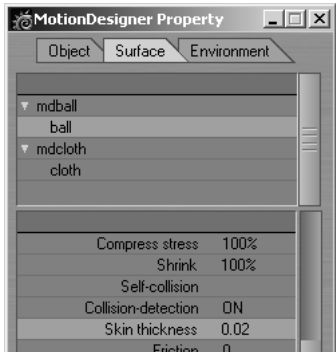 MotionDesigner Property
Object Surface Environment
mdball
ball
mdcloth
cloth
Compress stress 100%
Shrink 100%
Self-collision
Collision-detection ON
Skin thickness 0.02
Friction 0